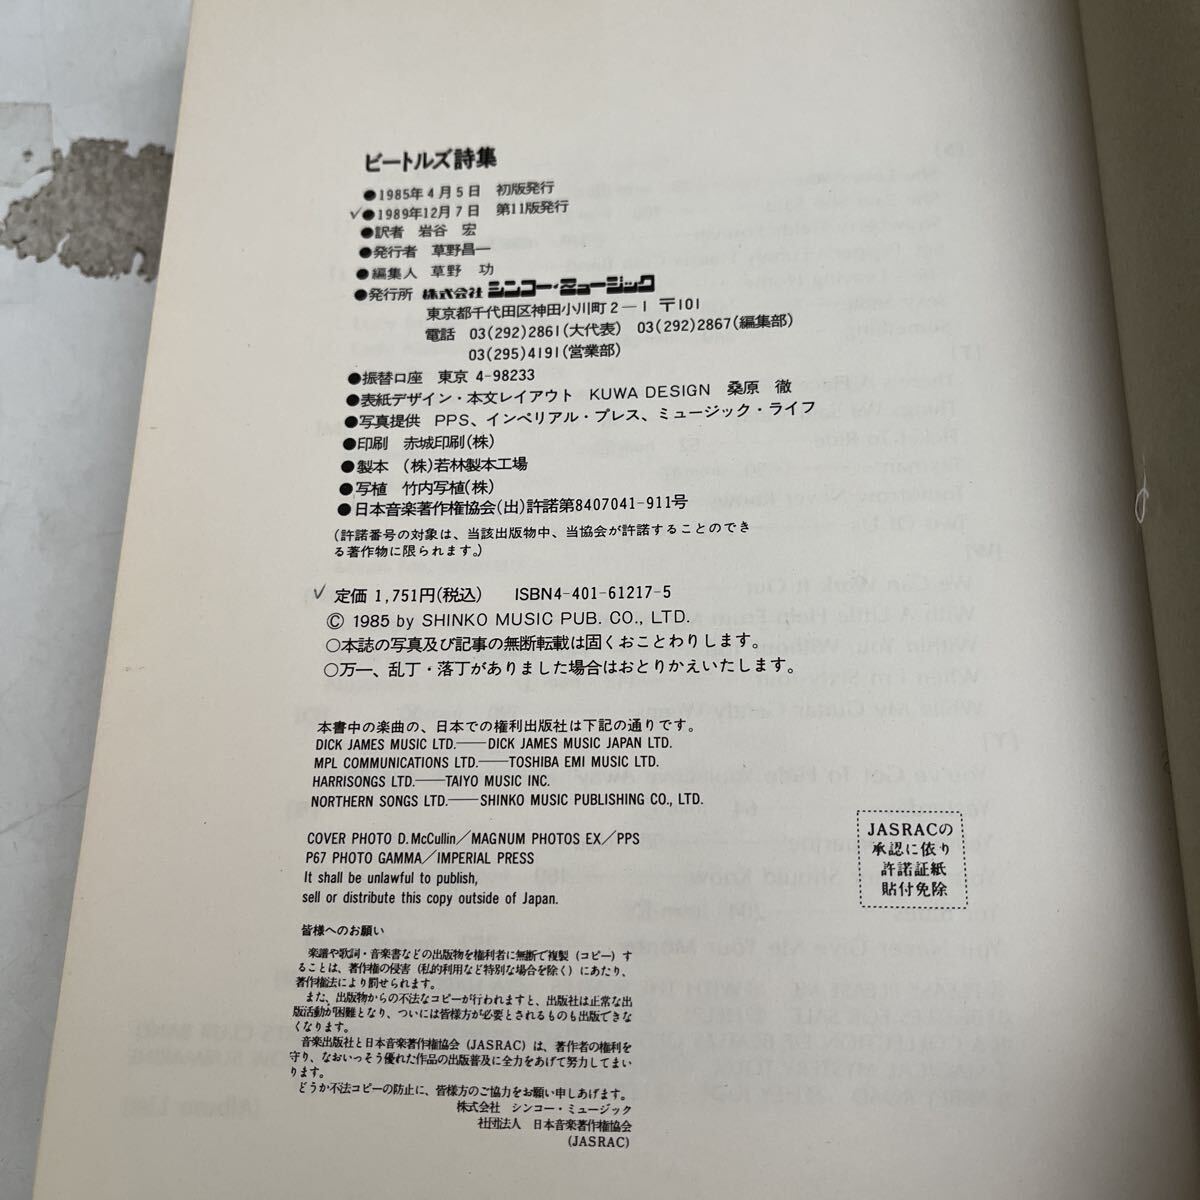 ビートルズ詩集
●1985年4月5日 初版発行
✓●1989年12月7日 第11版発行
●訳者 岩谷 宏
●発行者 草野昌一
●編集人 草野 功
●発行所 株式会社 シンコー・ミュージック
東京都千代田区神田小川町2−1 〒101
電話 03(292)2861(大代表) 03(292)2867(編集部)
03(295)4191(営業部)
●振替口座 東京 4-98233
●表紙デザイン・本文レイアウト KUWA DESIGN 桑原 徹
●写真提供 PPS、インペリアル・プレス、ミュージック・ライフ
●印刷 赤城印刷(株)
●製本 (株)若林製本工場
●写植 竹内写植(株)
●日本音楽著作権協会(出)許諾第8407041-911号
(許諾番号の対象は、当該出版物中、当協会が許諾することのでき
る著作物に限られます。)
✓ 定価 1,751円(税込) ISBN4-401-61217-5
© 1985 by SHINKO MUSIC PUB. CO., LTD.
○本誌の写真及び記事の無断転載は固くおことわりします。
○万一、乱丁・落丁がありました場合はおとりかえいたします。
本書中の楽曲の、日本での権利出版社は下記の通りです。
DICK JAMES MUSIC LTD.——DICK JAMES MUSIC JAPAN LTD.
MPL COMMUNICATIONS LTD.——TOSHIBA EMI MUSIC LTD.
HARRISONGS LTD.——TAIYO MUSIC INC.
NORTHERN SONGS LTD.——SHINKO MUSIC PUBLISHING CO., LTD.
COVER PHOTO D. McCullin／MAGNUM PHOTOS EX／PPS
P67 PHOTO GAMMA／IMPERIAL PRESS
It shall be unlawful to publish,
sell or distribute this copy outside of Japan.
JASRACの
承認に依り
許諾証紙
貼付免除
皆様へのお願い
楽譜や歌詞・音楽書などの出版物を権利者に無断で複製(コピー)す
ることは、著作権の侵害(私的利用など特別な場合を除く)にあたり、
著作権法により罰せられます。
また、出版物からの不法なコピーが行われますと、出版社は正常な出
版活動が困難となり、ついには皆様方が必要とされるものも出版できな
くなります。
音楽出版社と日本音楽著作権協会(JASRAC)は、著作者の権利を
守り、なおいっそう優れた作品の出版普及に全力をあげて努力してまい
ります。
どうか不法コピーの防止に、皆様方のご協力をお願い申しあげます。
株式会社 シンコー・ミュージック
社団法人 日本音楽著作権協会
(JASRAC)